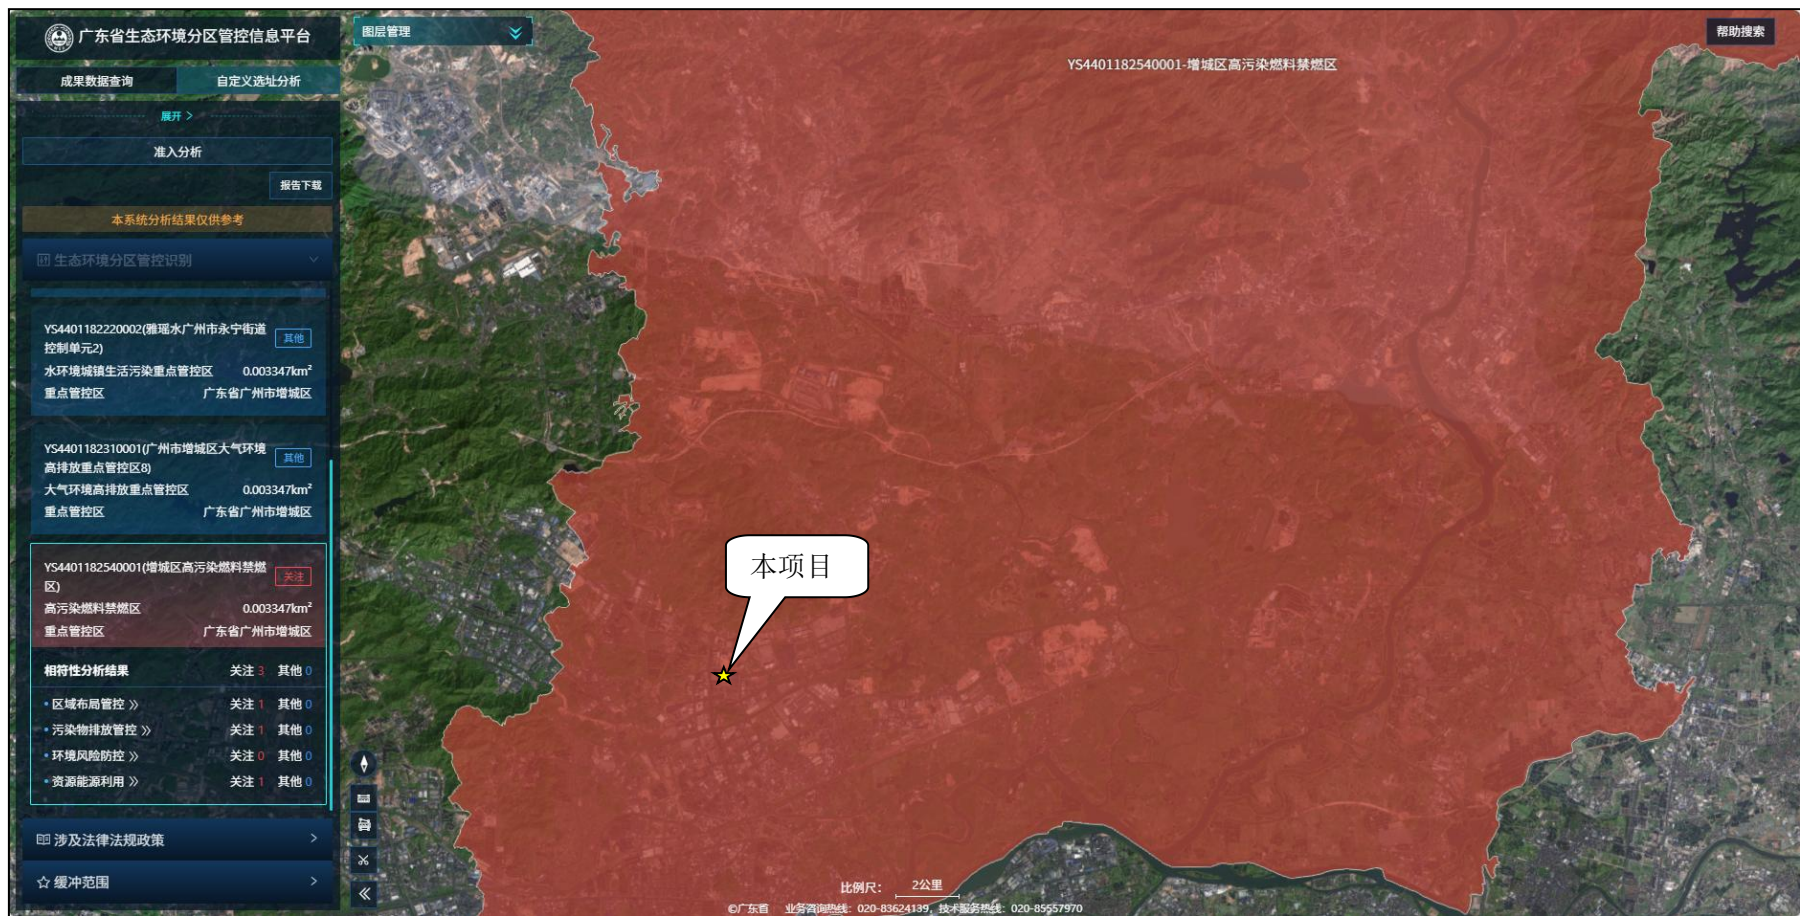 广东省生态环境分区管控信息平台
成果数据查询 自定义选址分析
展开 >
准入分析
报告下载
本系统分析结果仅供参考
生态环境分区管控识别
YS4401182220002(雅瑶水广州市永宁街道
控制单元2)
其他
水环境城镇生活污染重点管控区 0.003347km²
重点管控区 广东省广州市增城区
YS4401182310001(广州市增城区大气环境
高排放重点管控区8)
其他
大气环境高排放重点管控区 0.003347km²
重点管控区 广东省广州市增城区
YS4401182540001(增城区高污染燃料禁燃
区)
关注
高污染燃料禁燃区 0.003347km²
重点管控区 广东省广州市增城区
相符性分析结果 关注 3 其他 0
区域布局管控 » 关注 1 其他 0
污染物排放管控 » 关注 1 其他 0
环境风险防控 » 关注 0 其他 0
资源能源利用 » 关注 1 其他 0
涉及法律法规政策 >
缓冲范围 >
图层管理
帮助搜索
YS4401182540001-增城区高污染燃料禁燃区
本项目
比例尺: 2公里
©广东省 业务咨询热线: 020-83624139, 技术服务热线: 020-85557970